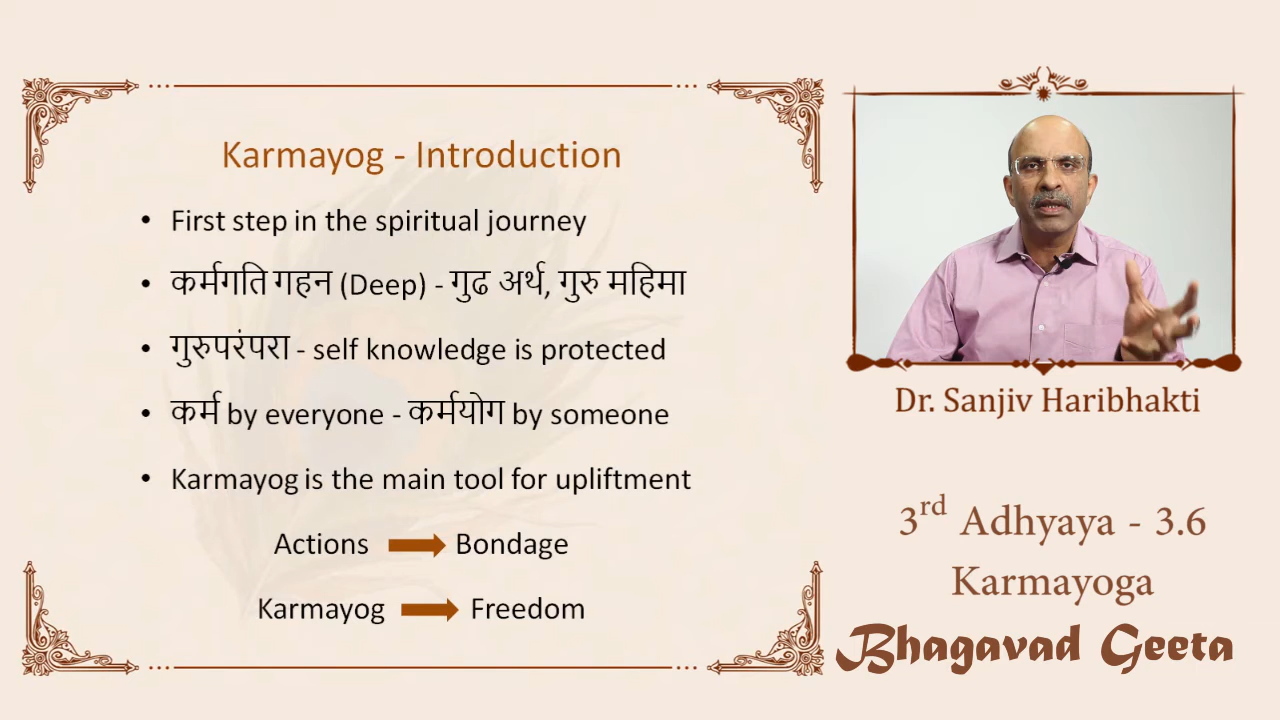 Karmayog - Introduction
• First step in the spiritual journey
• कर्मगति गहन (Deep) - गुढ अर्थ, गुरु महिमा
• गुरुपरंपरा - self knowledge is protected
• कर्म by everyone - कर्मयोग by someone
• Karmayog is the main tool for upliftment
Actions → Bondage
Karmayog → Freedom
Dr. Sanjiv Haribhakti
3rd Adhyaya - 3.6
Karmayoga
Bhagavad Geeta